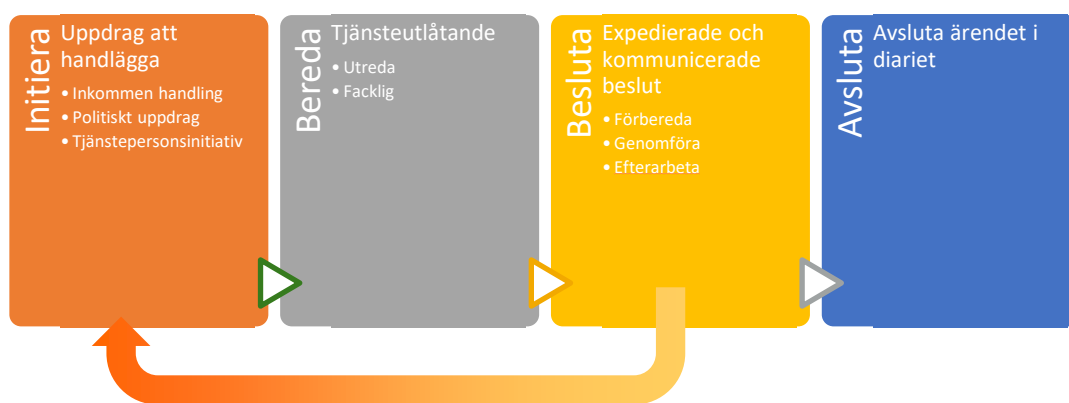 Initiera
Uppdrag att
handlägga
• Inkommen handling
• Politiskt uppdrag
• Tjänstepersonsinitiativ
Bereda
Tjänsteutlåtande
• Utreda
• Facklig
Besluta
Expedierade och
kommunicerade
beslut
• Förbereda
• Genomföra
• Efterarbeta
Avsluta
Avsluta ärendet i
diariet